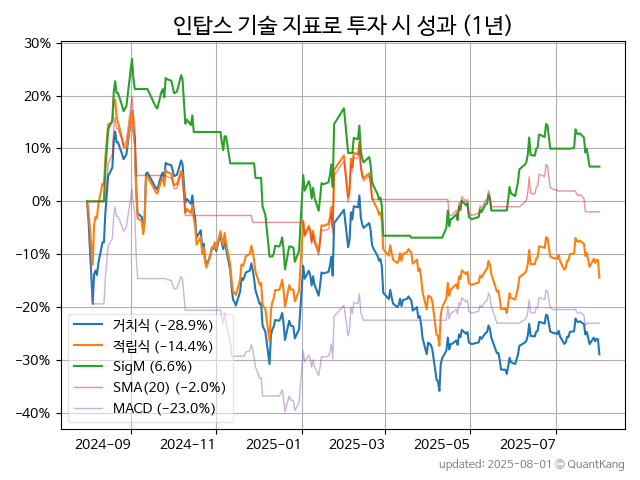 인탑스 기술 지표로 투자 시 성과 (1년)
30%
20%
10%
0%
−10%
−20%
−30%
−40%
거치식 (−28.9%)
적립식 (−14.4%)
SigM (6.6%)
SMA(20) (−2.0%)
MACD (−23.0%)
2024-09
2024-11
2025-01
2025-03
2025-05
2025-07
updated: 2025-08-01 © QuantKang